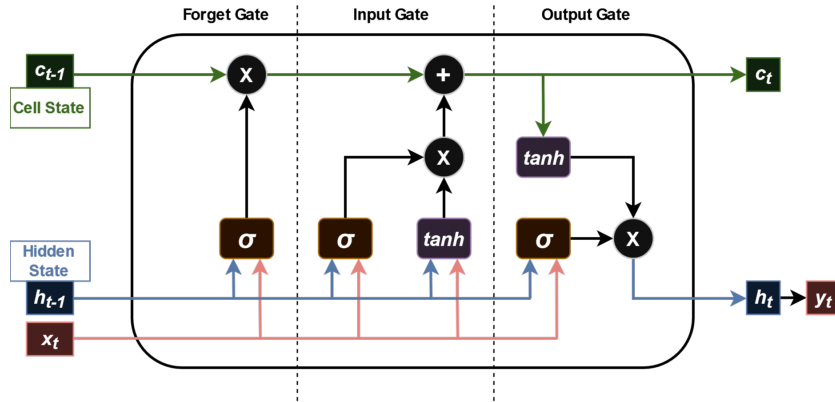 Forget Gate
Input Gate
Output Gate
c_{t-1}
X
+
c_t
Cell State
tanh
X
σ
σ
tanh
σ
X
Hidden
State
h_{t-1}
h_t
y_t
x_t